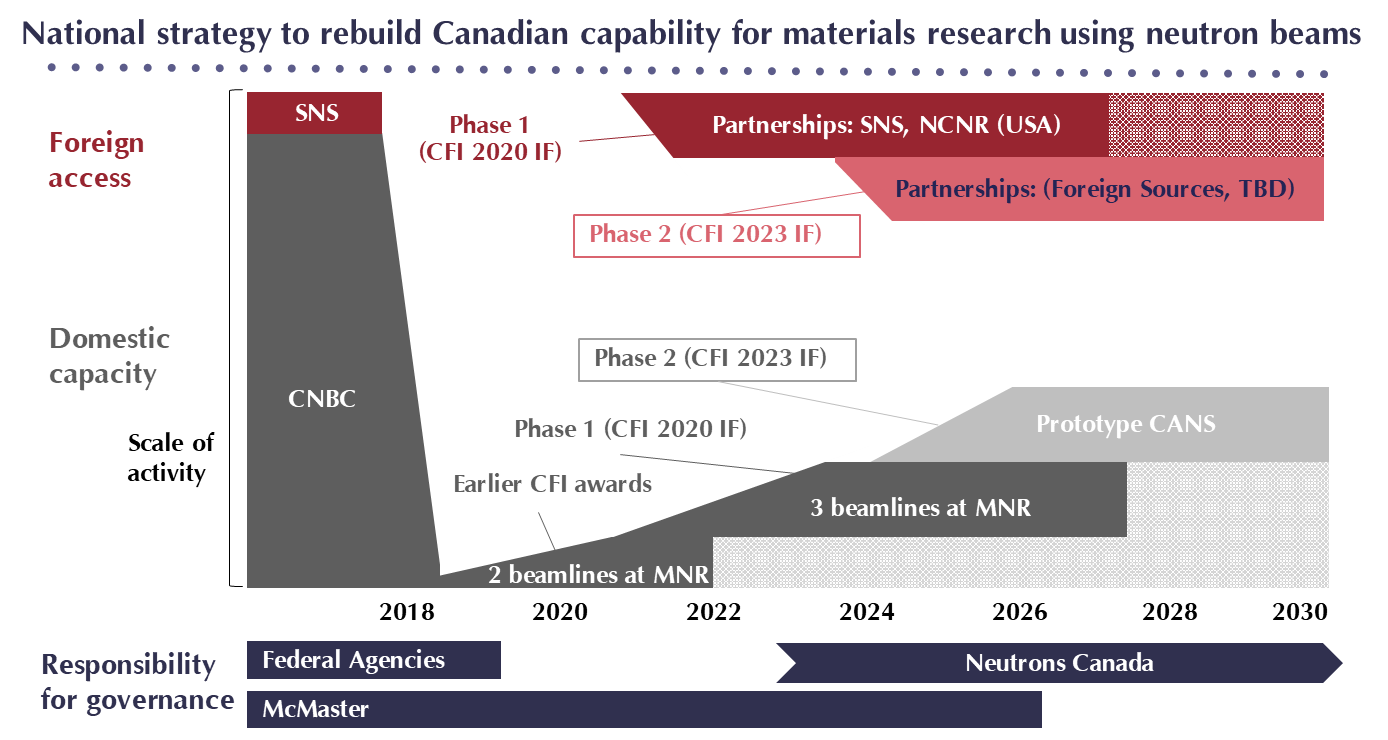 National strategy to rebuild Canadian capability for materials research using neutron beams
Foreign
access
SNS
Phase 1
(CFI 2020 IF)
Partnerships: SNS, NCNR (USA)
Partnerships: (Foreign Sources, TBD)
Phase 2 (CFI 2023 IF)
Domestic
capacity
Scale of
activity
CNBC
Phase 2 (CFI 2023 IF)
Phase 1 (CFI 2020 IF)
Earlier CFI awards
Prototype CANS
3 beamlines at MNR
2 beamlines at MNR
2018 2020 2022 2024 2026 2028 2030
Responsibility
for governance
Federal Agencies
Neutrons Canada
McMaster